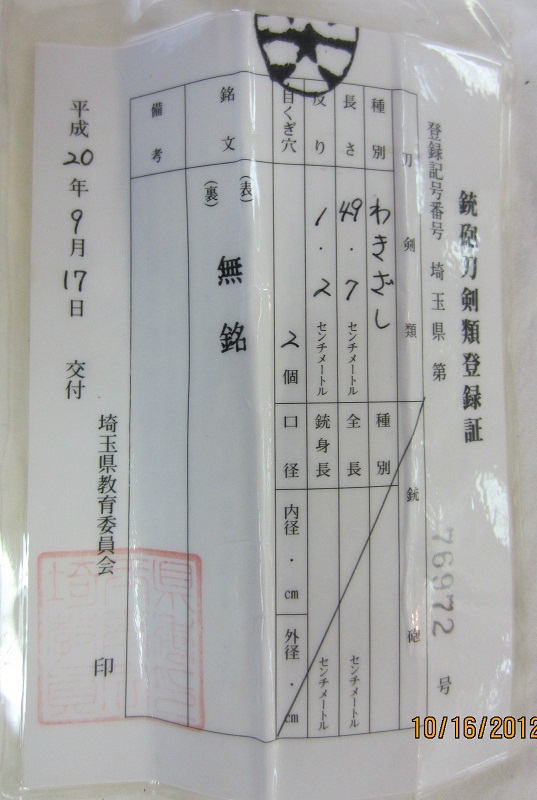 銃砲刀剣類登録証
登録記号番号 埼玉県 第 76972 号
刀剣類
種別 わきざし
長さ 49.7センチメートル
反り 1.2センチメートル
目くぎ穴 2個
銘文 (表) (裏) 無銘
備考
銃砲
種別
全長 センチメートル
銃身長 センチメートル
口径 内径 ・ cm 外径 ・ cm
平成20年9月17日 交付
埼玉県教育委員会 印
10/16/2012